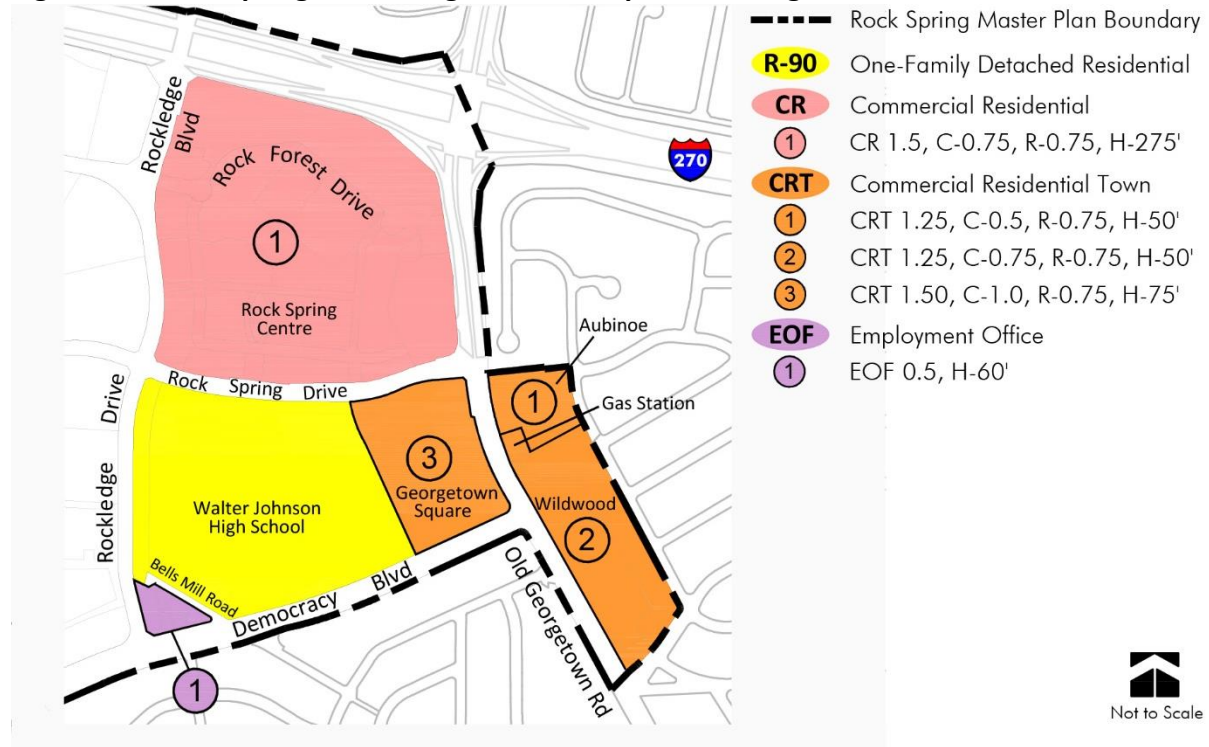 Rockledge
Blvd
Rock Forest Drive
1
Rock Spring
Centre
270
Rock Spring Drive
Rockledge Drive
Walter Johnson
High School
3
Georgetown
Square
Aubinoe
1
Gas Station
Wildwood
2
Bells Mill Road
Democracy Blvd
Old Georgetown Rd
1
Rock Spring Master Plan Boundary
R-90 One-Family Detached Residential
CR Commercial Residential
1 CR 1.5, C-0.75, R-0.75, H-275'
CRT Commercial Residential Town
1 CRT 1.25, C-0.5, R-0.75, H-50'
2 CRT 1.25, C-0.75, R-0.75, H-50'
3 CRT 1.50, C-1.0, R-0.75, H-75'
EOF Employment Office
1 EOF 0.5, H-60'
Not to Scale